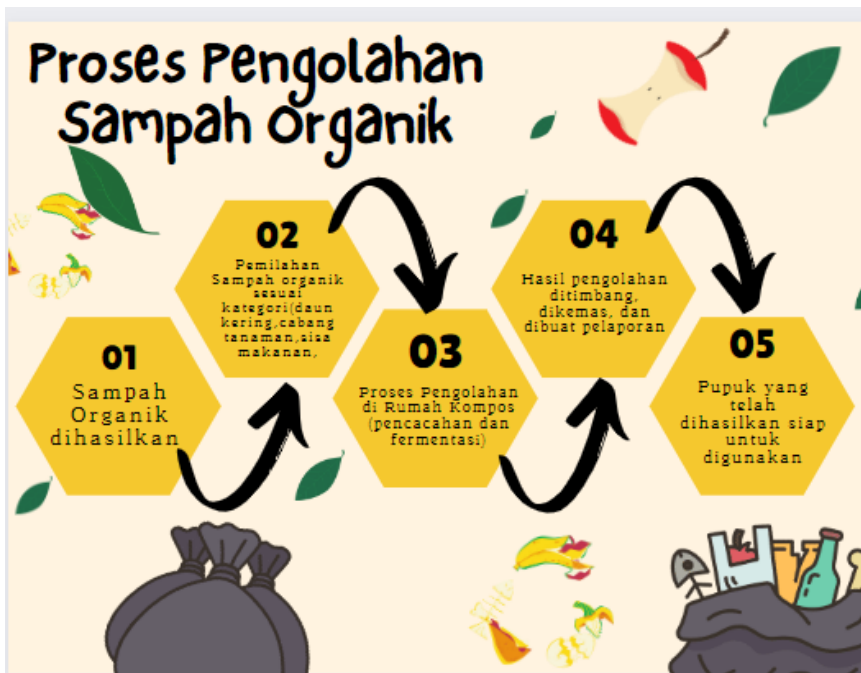 Proses Pengolahan
Sampah Organik
01
Sampah
Organik
dihasilkan
02
Pemilahan
Sampah organik
sesuai
kategori(daun
kering,cabang
tanaman,sisa
makanan,
03
Proses Pengolahan
di Rumah Kompos
(pencacahan dan
fermentasi)
04
Hasil pengolahan
ditimbang,
dikemas, dan
dibuat pelaporan
05
Pupuk yang
telah
dihasilkan siap
untuk
digunakan